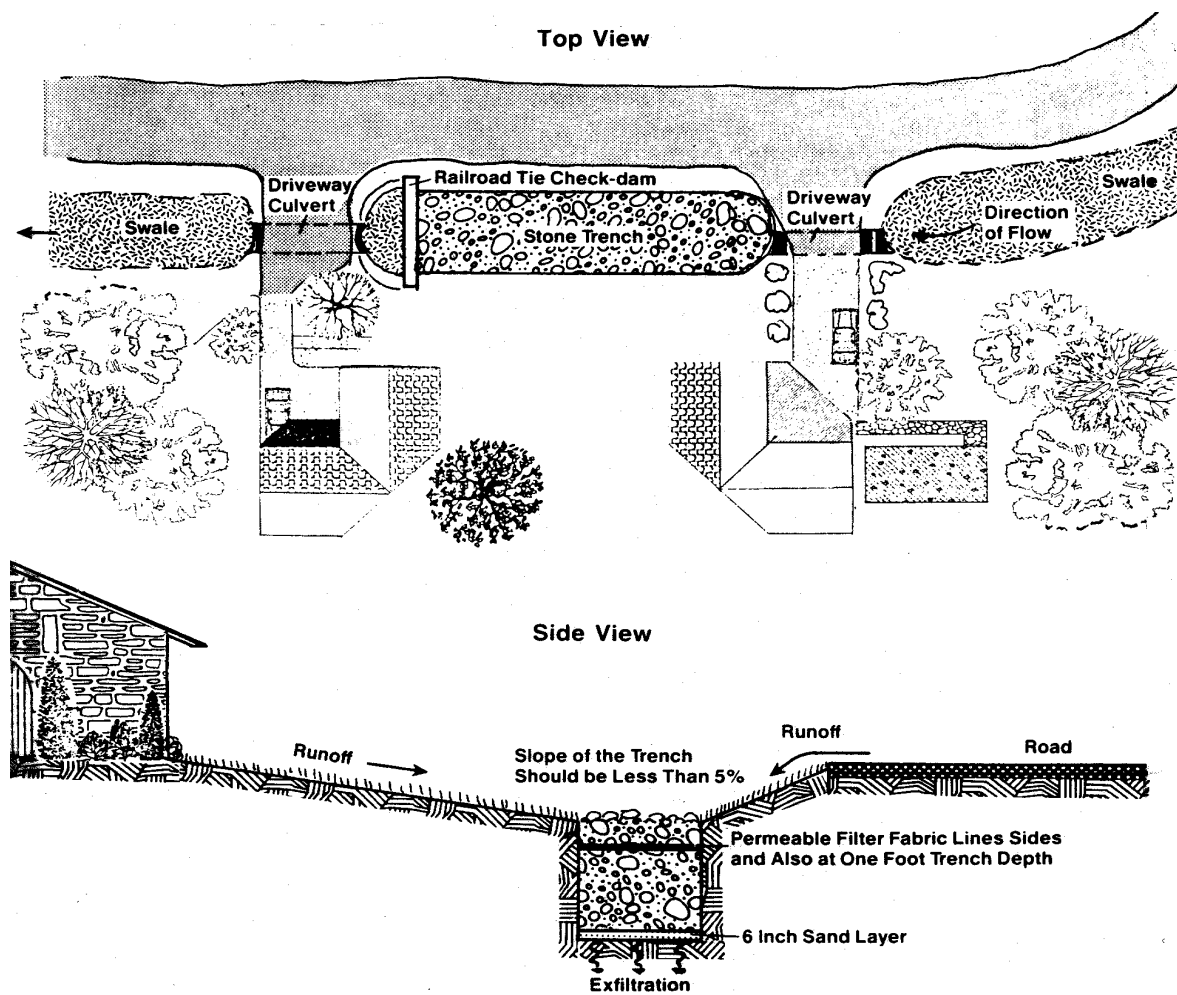 Top View
Railroad Tie Check-dam
Driveway
Culvert
Driveway
Culvert
Swale
Swale
Stone Trench
Direction
of Flow
Side View
Runoff
Slope of the Trench
Should be Less Than 5%
Runoff
Road
Permeable Filter Fabric Lines Sides
and Also at One Foot Trench Depth
6 Inch Sand Layer
Exfiltration